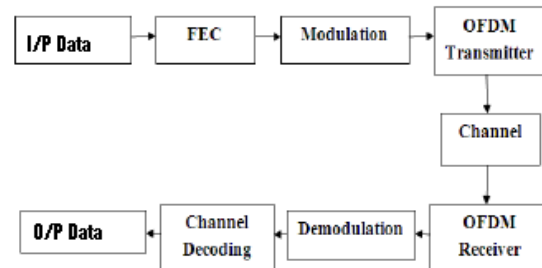 I/P Data
FEC
Modulation
OFDM
Transmitter
Channel
OFDM
Receiver
Demodulation
Channel
Decoding
O/P Data